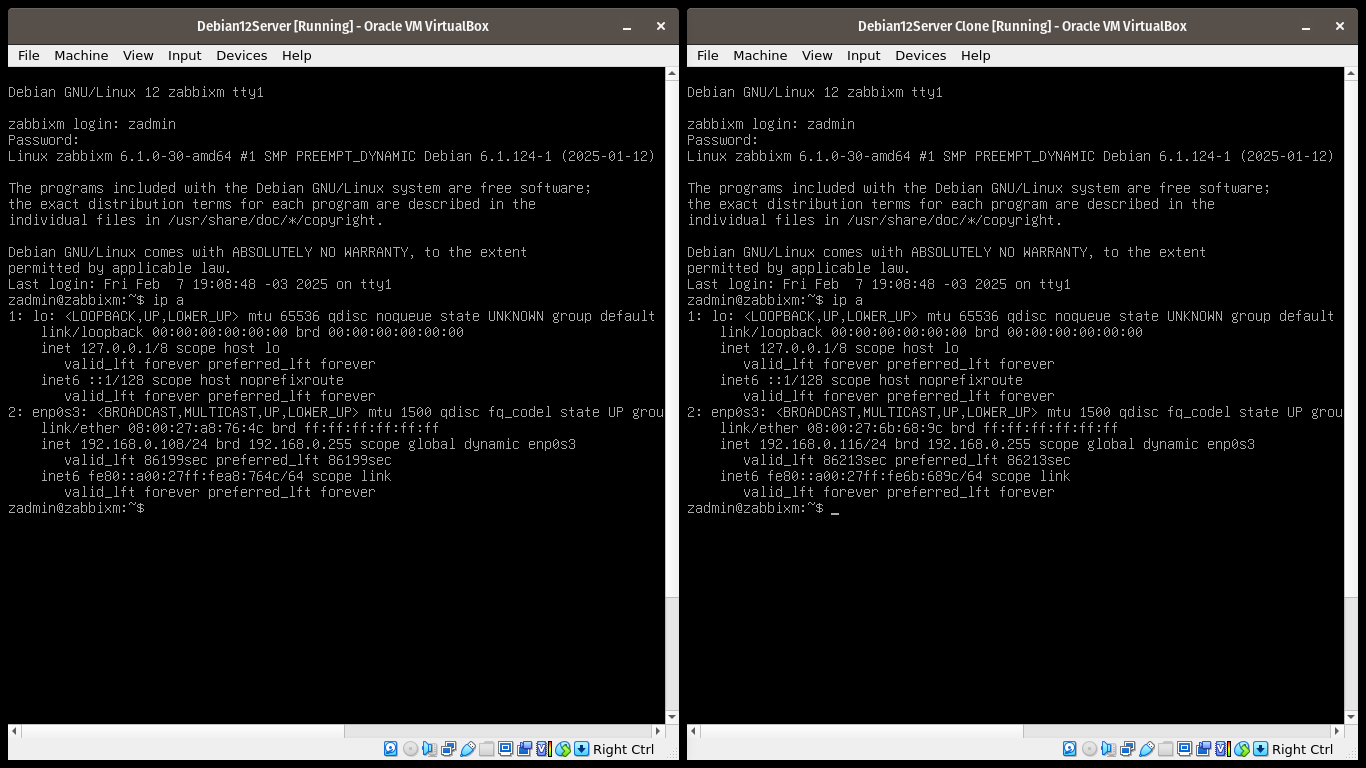 Debian12Server [Running] - Oracle VM VirtualBox
File Machine View Input Devices Help
Debian GNU/Linux 12 zabbixm tty1
zabbixm login: zadmin
Password:
Linux zabbixm 6.1.0-30-amd64 #1 SMP PREEMPT_DYNAMIC Debian 6.1.124-1 (2025-01-12)
The programs included with the Debian GNU/Linux system are free software;
the exact distribution terms for each program are described in the
individual files in /usr/share/doc/*/copyright.
Debian GNU/Linux comes with ABSOLUTELY NO WARRANTY, to the extent
permitted by applicable law.
Last login: Fri Feb  7 19:08:48 -03 2025 on tty1
zadmin@zabbixm:~$ ip a
1: lo: <LOOPBACK,UP,LOWER_UP> mtu 65536 qdisc noqueue state UNKNOWN group default
link/loopback 00:00:00:00:00:00 brd 00:00:00:00:00:00
inet 127.0.0.1/8 scope host lo
valid_lft forever preferred_lft forever
inet6 ::1/128 scope host noprefixroute
valid_lft forever preferred_lft forever
2: enp0s3: <BROADCAST,MULTICAST,UP,LOWER_UP> mtu 1500 qdisc fq_codel state UP grou
link/ether 08:00:27:a8:76:4c brd ff:ff:ff:ff:ff:ff
inet 192.168.0.108/24 brd 192.168.0.255 scope global dynamic enp0s3
valid_lft 86199sec preferred_lft 86199sec
inet6 fe80::a00:27ff:fea8:764c/64 scope link
valid_lft forever preferred_lft forever
zadmin@zabbixm:~$
Right Ctrl
Debian12Server Clone [Running] - Oracle VM VirtualBox
File Machine View Input Devices Help
Debian GNU/Linux 12 zabbixm tty1
zabbixm login: zadmin
Password:
Linux zabbixm 6.1.0-30-amd64 #1 SMP PREEMPT_DYNAMIC Debian 6.1.124-1 (2025-01-12)
The programs included with the Debian GNU/Linux system are free software;
the exact distribution terms for each program are described in the
individual files in /usr/share/doc/*/copyright.
Debian GNU/Linux comes with ABSOLUTELY NO WARRANTY, to the extent
permitted by applicable law.
Last login: Fri Feb  7 19:08:48 -03 2025 on tty1
zadmin@zabbixm:~$ ip a
1: lo: <LOOPBACK,UP,LOWER_UP> mtu 65536 qdisc noqueue state UNKNOWN group default
link/loopback 00:00:00:00:00:00 brd 00:00:00:00:00:00
inet 127.0.0.1/8 scope host lo
valid_lft forever preferred_lft forever
inet6 ::1/128 scope host noprefixroute
valid_lft forever preferred_lft forever
2: enp0s3: <BROADCAST,MULTICAST,UP,LOWER_UP> mtu 1500 qdisc fq_codel state UP grou
link/ether 08:00:27:6b:68:9c brd ff:ff:ff:ff:ff:ff
inet 192.168.0.116/24 brd 192.168.0.255 scope global dynamic enp0s3
valid_lft 86213sec preferred_lft 86213sec
inet6 fe80::a00:27ff:fe6b:689c/64 scope link
valid_lft forever preferred_lft forever
zadmin@zabbixm:~$ _
Right Ctrl